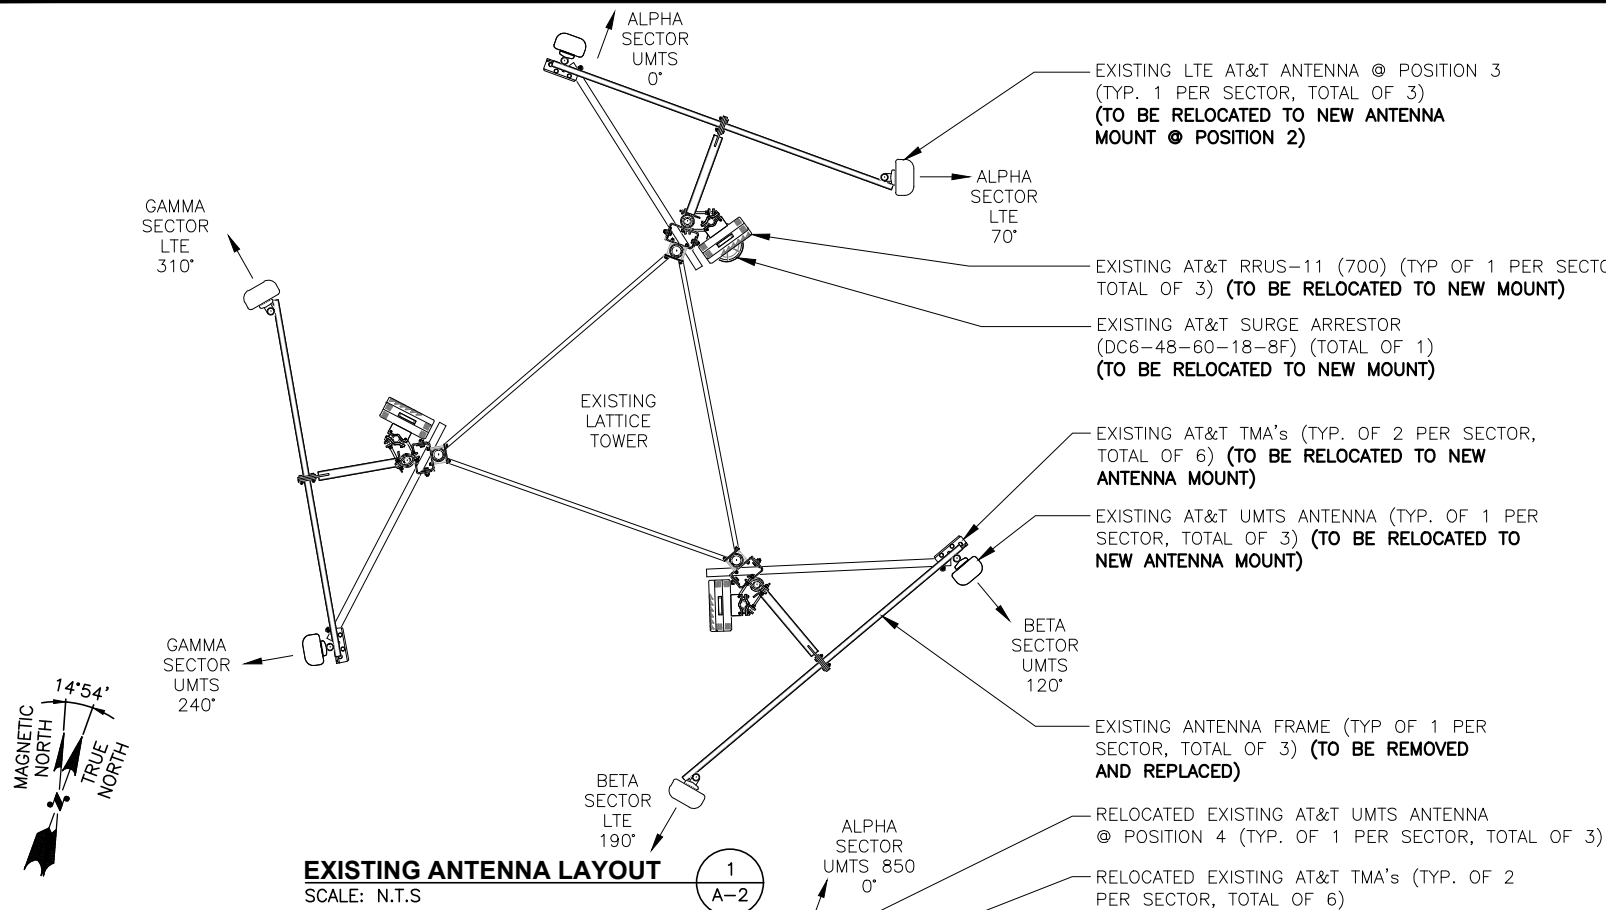 ALPHA
SECTOR
UMTS
0°
EXISTING LTE AT&T ANTENNA @ POSITION 3
(TYP. 1 PER SECTOR, TOTAL OF 3)
(TO BE RELOCATED TO NEW ANTENNA
MOUNT @ POSITION 2)
ALPHA
SECTOR
LTE
70°
GAMMA
SECTOR
LTE
310°
EXISTING AT&T RRUS-11 (700) (TYP OF 1 PER SECTO
TOTAL OF 3) (TO BE RELOCATED TO NEW MOUNT)
EXISTING AT&T SURGE ARRESTOR
(DC6-48-60-18-8F) (TOTAL OF 1)
(TO BE RELOCATED TO NEW MOUNT)
EXISTING
LATTICE
TOWER
EXISTING AT&T TMA's (TYP. OF 2 PER SECTOR,
TOTAL OF 6) (TO BE RELOCATED TO NEW
ANTENNA MOUNT)
EXISTING AT&T UMTS ANTENNA (TYP. OF 1 PER
SECTOR, TOTAL OF 3) (TO BE RELOCATED TO
NEW ANTENNA MOUNT)
BETA
SECTOR
UMTS
120°
GAMMA
SECTOR
UMTS
240°
14°54'
MAGNETIC
NORTH
TRUE
NORTH
N
EXISTING ANTENNA FRAME (TYP OF 1 PER
SECTOR, TOTAL OF 3) (TO BE REMOVED
AND REPLACED)
BETA
SECTOR
LTE
190°
EXISTING ANTENNA LAYOUT
SCALE: N.T.S
1
A-2
ALPHA
SECTOR
UMTS 850
0°
RELOCATED EXISTING AT&T UMTS ANTENNA
@ POSITION 4 (TYP. OF 1 PER SECTOR, TOTAL OF 3)
RELOCATED EXISTING AT&T TMA's (TYP. OF 2
PER SECTOR, TOTAL OF 6)